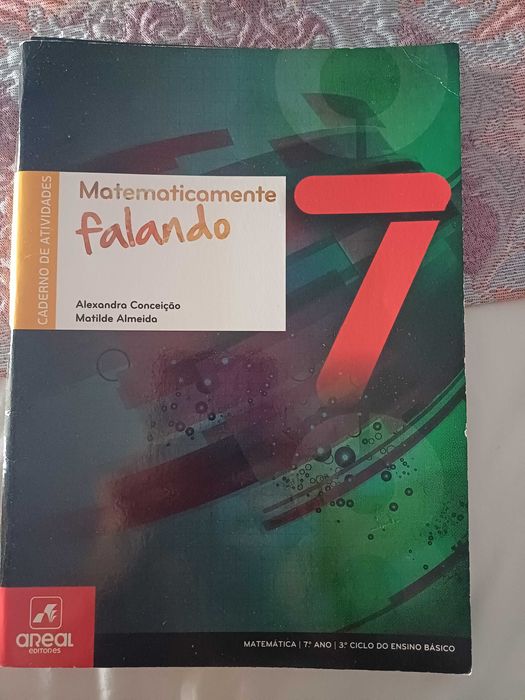 CADERNO DE ATIVIDADES
Matematicamente
falando
7
Alexandra Conceição
Matilde Almeida
areal
EDITORES
MATEMÁTICA | 7.º ANO | 3.º CICLO DO ENSINO BÁSICO